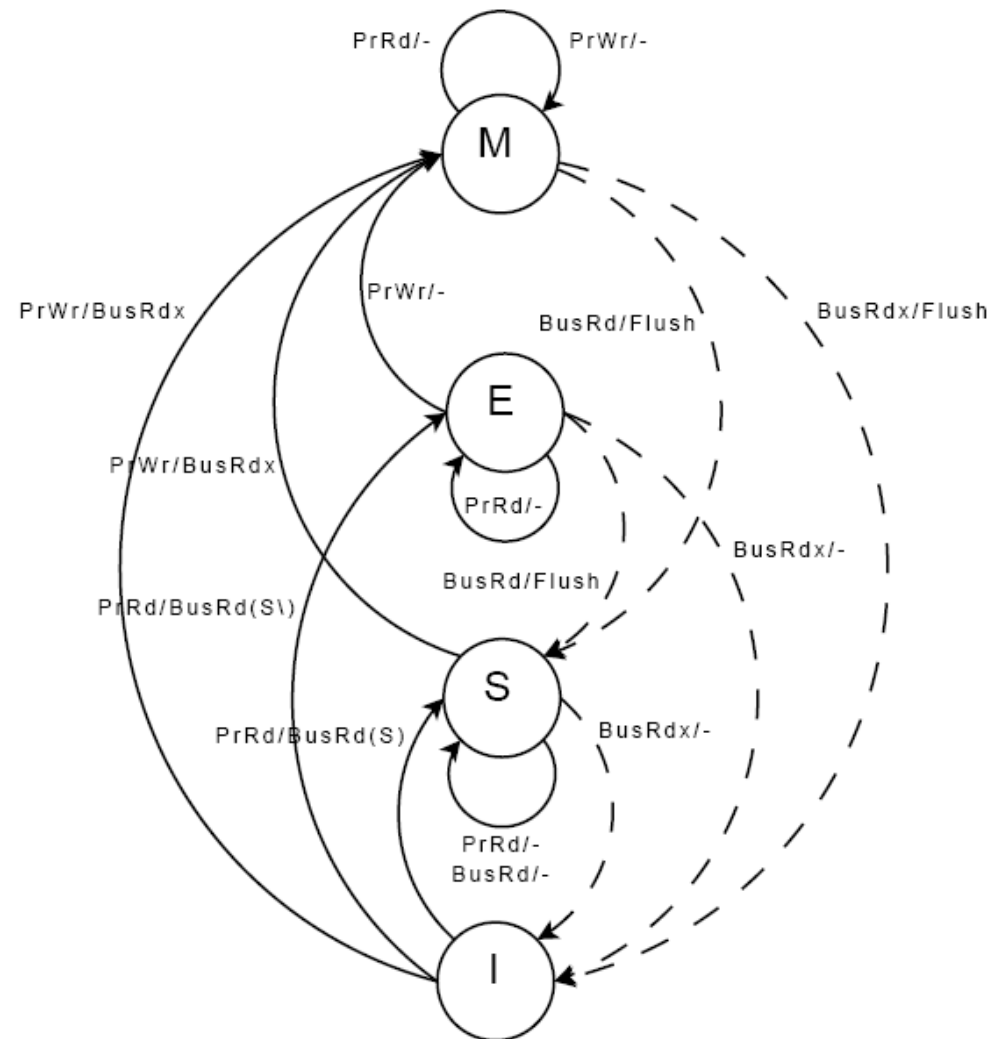 PrRd/-
PrWr/-
M
PrWr/-
PrWr/BusRdx
BusRd/Flush
BusRdx/Flush
E
PrWr/BusRdx
PrRd/-
BusRdx/-
BusRd/Flush
PrRd/BusRd(S\)
S
PrRd/BusRd(S)
BusRdx/-
PrRd/-
BusRd/-
I